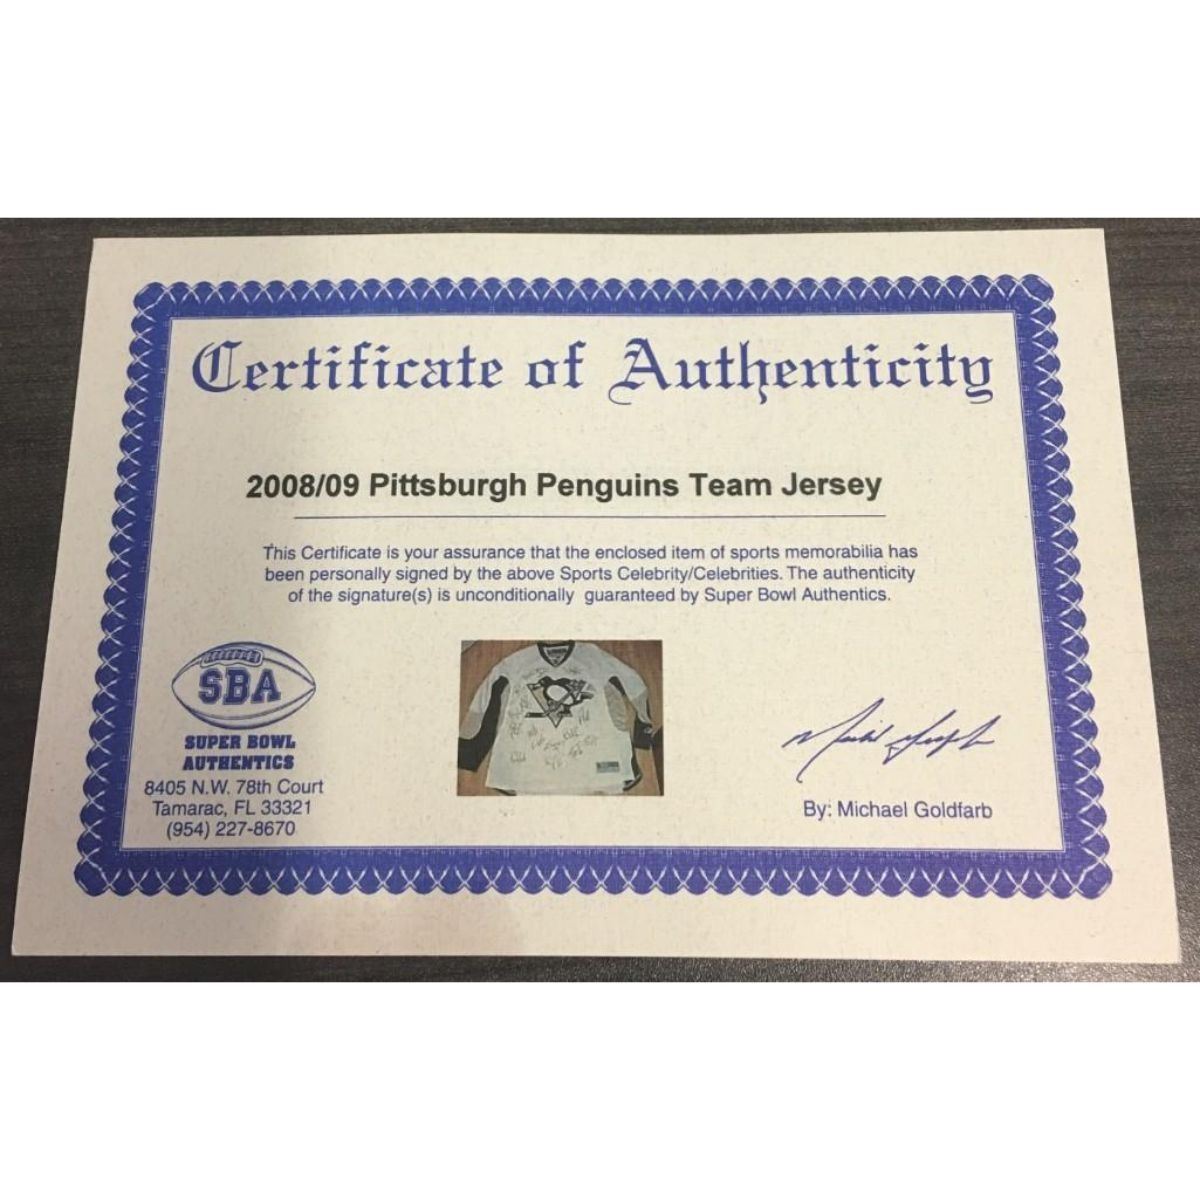 Certificate of Authenticity
2008/09 Pittsburgh Penguins Team Jersey
This Certificate is your assurance that the enclosed item of sports memorabilia has
been personally signed by the above Sports Celebrity/Celebrities. The authenticity
of the signature(s) is unconditionally guaranteed by Super Bowl Authentics.
SBA
SUPER BOWL
AUTHENTICS
8405 N.W. 78th Court
Tamarac, FL 33321
(954) 227-8670
By: Michael Goldfarb